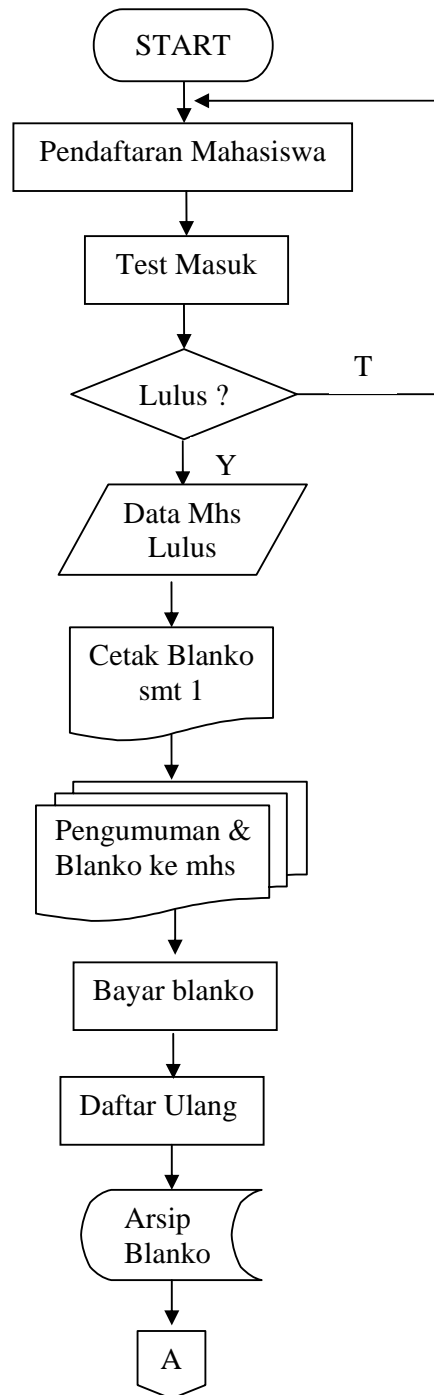 START
Pendaftaran Mahasiswa
Test Masuk
Lulus ?
T
Y
Data Mhs
Lulus
Cetak Blanko
smt 1
Pengumuman &
Blanko ke mhs
Bayar blanko
Daftar Ulang
Arsip
Blanko
A